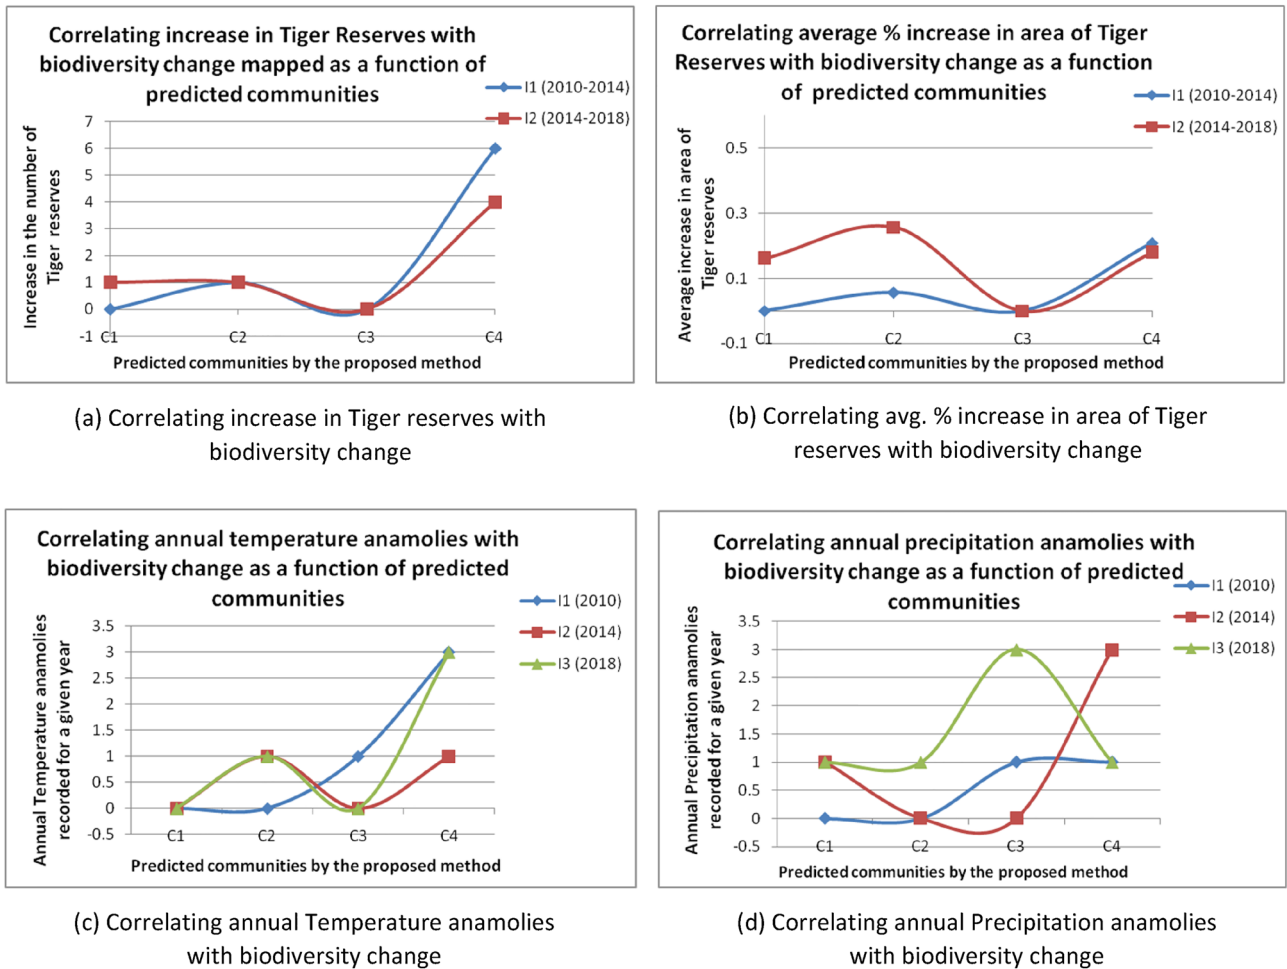 Correlating increase in Tiger Reserves with
biodiversity change mapped as a function of
predicted communities
I1 (2010-2014)
I2 (2014-2018)
Increase in the number of
Tiger reserves
7
6
5
4
3
2
1
0
-1
C1
C2
C3
C4
Predicted communities by the proposed method
(a) Correlating increase in Tiger reserves with
biodiversity change
Correlating average % increase in area of Tiger
Reserves with biodiversity change as a function
of predicted communities
I1 (2010-2014)
I2 (2014-2018)
Average increase in area of
Tiger reserves
0.5
0.3
0.1
-0.1
C1
C2
C3
C4
Predicted communities by the proposed method
(b) Correlating avg. % increase in area of Tiger
reserves with biodiversity change
Correlating annual temperature anamolies with
biodiversity change as a function of predicted
communities
I1 (2010)
I2 (2014)
I3 (2018)
Annual Temperature anamolies
recorded for a given year
3.5
3
2.5
2
1.5
1
0.5
0
-0.5
C1
C2
C3
C4
Predicted communities by the proposed method
(c) Correlating annual Temperature anamolies
with biodiversity change
Correlating annual precipitation anamolies with
biodiversity change as a function of predicted
communities
I1 (2010)
I2 (2014)
I3 (2018)
Annual Precipitation anamolies
recorded for a given year
3.5
3
2.5
2
1.5
1
0.5
0
-0.5
C1
C2
C3
C4
Predicted communities by the proposed method
(d) Correlating annual Precipitation anamolies
with biodiversity change